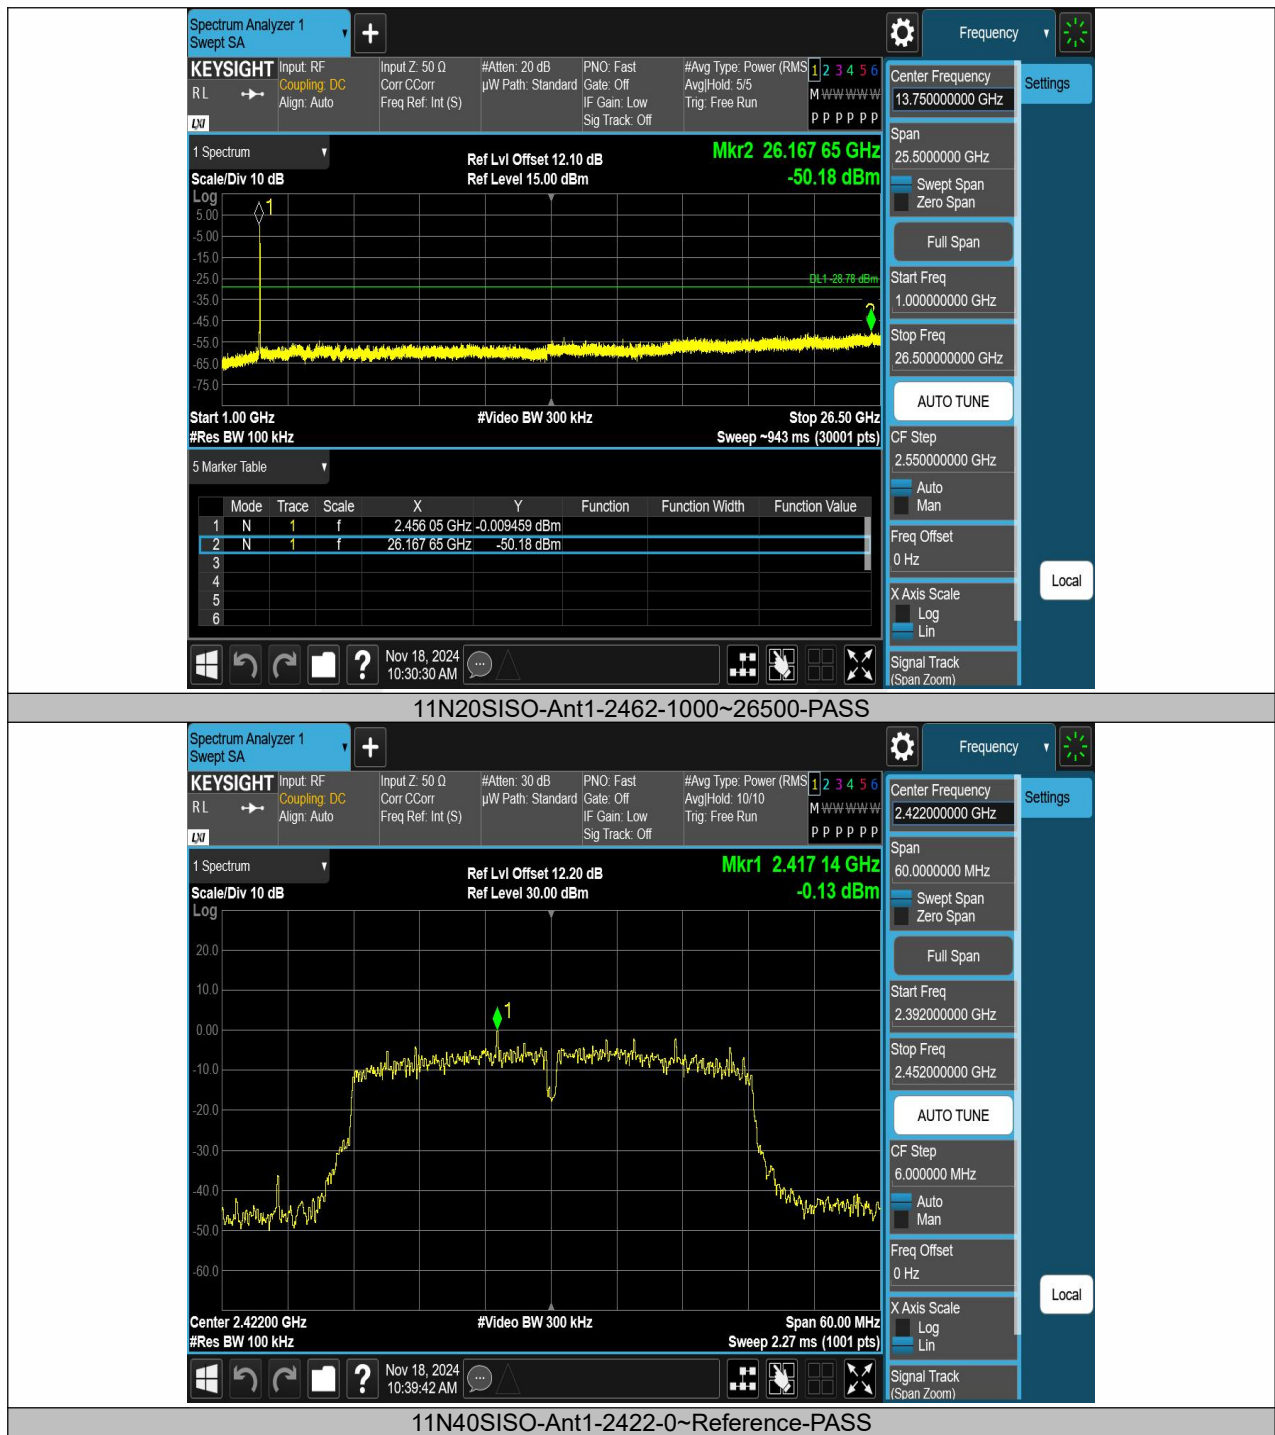 Spectrum Analyzer 1
Swept SA
+
Frequency
KEYSIGHT
RL
LXI
Input: RF
Coupling: DC
Align: Auto
Input Z: 50 Ω
Corr CCorr
Freq Ref: Int (S)
#Atten: 20 dB
µW Path: Standard
PNO: Fast
Gate: Off
IF Gain: Low
Sig Track: Off
#Avg Type: Power (RMS
Avg|Hold: 5/5
Trig: Free Run
1 2 3 4 5 6
M W W W W W
P P P P P P
1 Spectrum
Scale/Div 10 dB
Ref Lvl Offset 12.10 dB
Ref Level 15.00 dBm
Mkr2 26.167 65 GHz
-50.18 dBm
Log
5.00
-5.00
-15.0
-25.0
-35.0
-45.0
-55.0
-65.0
-75.0
1
DL1 -28.78 dBm
2
Start 1.00 GHz
#Res BW 100 kHz
#Video BW 300 kHz
Stop 26.50 GHz
Sweep ~943 ms (30001 pts)
5 Marker Table
Mode Trace Scale X Y Function Function Width Function Value
1 N 1 f 2.456 05 GHz -0.009459 dBm
2 N 1 f 26.167 65 GHz -50.18 dBm
3
4
5
6
?
Nov 18, 2024
10:30:30 AM
Center Frequency
13.750000000 GHz
Settings
Span
25.5000000 GHz
Swept Span
Zero Span
Full Span
Start Freq
1.000000000 GHz
Stop Freq
26.500000000 GHz
AUTO TUNE
CF Step
2.550000000 GHz
Auto
Man
Freq Offset
0 Hz
Local
X Axis Scale
Log
Lin
Signal Track
(Span Zoom)
11N20SISO-Ant1-2462-1000~26500-PASS
Spectrum Analyzer 1
Swept SA
+
Frequency
KEYSIGHT
RL
LXI
Input: RF
Coupling: DC
Align: Auto
Input Z: 50 Ω
Corr CCorr
Freq Ref: Int (S)
#Atten: 30 dB
µW Path: Standard
PNO: Fast
Gate: Off
IF Gain: Low
Sig Track: Off
#Avg Type: Power (RMS
Avg|Hold: 10/10
Trig: Free Run
1 2 3 4 5 6
M W W W W W
P P P P P P
1 Spectrum
Scale/Div 10 dB
Ref Lvl Offset 12.20 dB
Ref Level 30.00 dBm
Mkr1 2.417 14 GHz
-0.13 dBm
Log
20.0
10.0
0.00
-10.0
-20.0
-30.0
-40.0
-50.0
-60.0
1
Center 2.42200 GHz
#Res BW 100 kHz
#Video BW 300 kHz
Span 60.00 MHz
Sweep 2.27 ms (1001 pts)
?
Nov 18, 2024
10:39:42 AM
Center Frequency
2.422000000 GHz
Settings
Span
60.0000000 MHz
Swept Span
Zero Span
Full Span
Start Freq
2.392000000 GHz
Stop Freq
2.452000000 GHz
AUTO TUNE
CF Step
6.000000 MHz
Auto
Man
Freq Offset
0 Hz
Local
X Axis Scale
Log
Lin
Signal Track
(Span Zoom)
11N40SISO-Ant1-2422-0~Reference-PASS